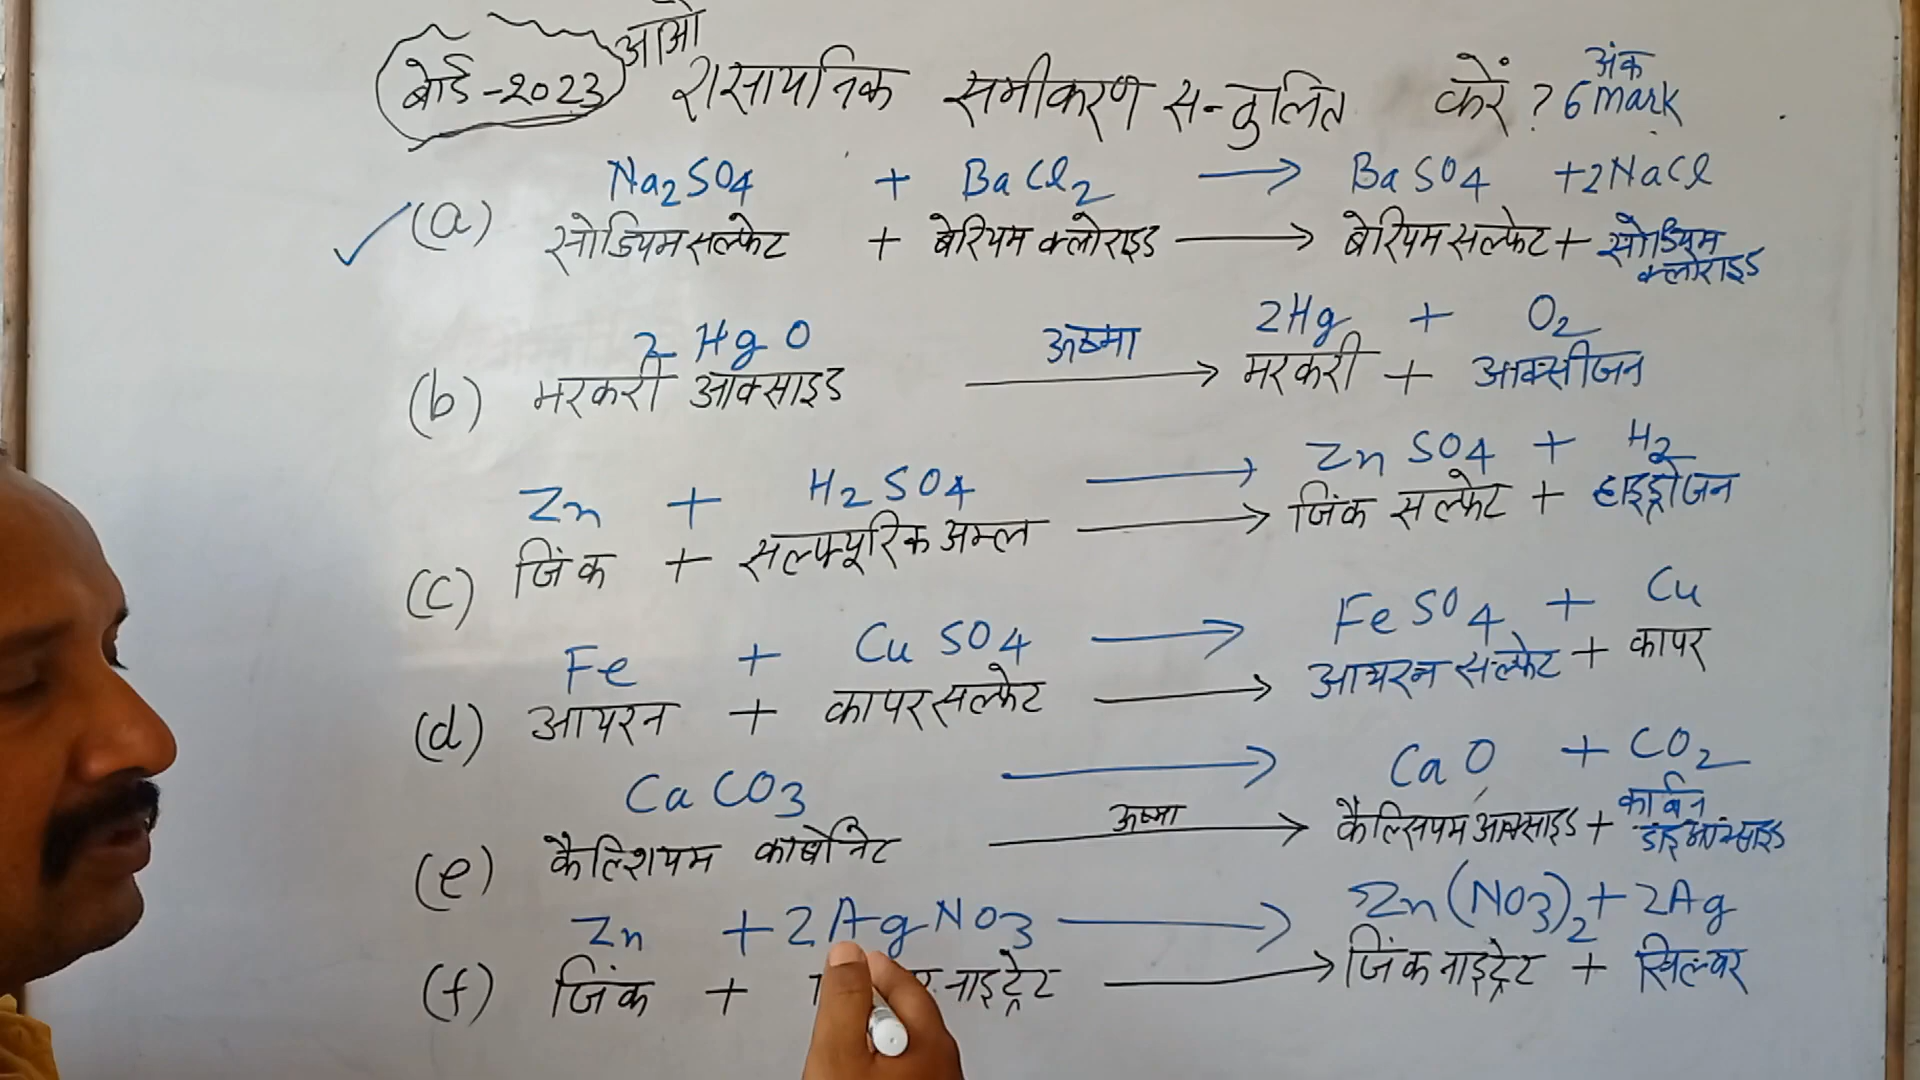 बोर्ड-2023 आओ रासायनिक समीकरण सन्तुलित करें ? 6 अंक mark
Na2SO4 + BaCl2 → BaSO4 + 2NaCl
(a) सोडियम सल्फेट + बेरियम क्लोराइड → बेरियम सल्फेट + सोडियम क्लोराइड
2HgO ऊष्मा 2Hg + O2
(b) मरकरी ऑक्साइड → मरकरी + आक्सीजन
Zn + H2SO4 → ZnSO4 + H2
(c) जिंक + सल्फ्यूरिक अम्ल → जिंक सल्फेट + हाइड्रोजन
Fe + CuSO4 → FeSO4 + Cu
(d) आयरन + कापर सल्फेट → आयरन सल्फेट + कापर
CaCO3 → CaO + CO2
(e) कैल्शियम कार्बोनेट ऊष्मा → कैल्सियम आक्साइड + कार्बन डाइआक्साइड
Zn + 2AgNO3 → Zn(NO3)2 + 2Ag
(f) जिंक + नाइट्रेट → जिंक नाइट्रेट + सिल्वर